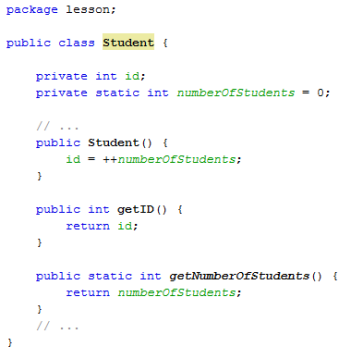 package lesson;
public class Student {
private int id;
private static int numberOfStudents = 0;
// ...
public Student() {
id = ++numberOfStudents;
}
public int getID() {
return id;
}
public static int getNumberOfStudents() {
return numberOfStudents;
}
// ...
}